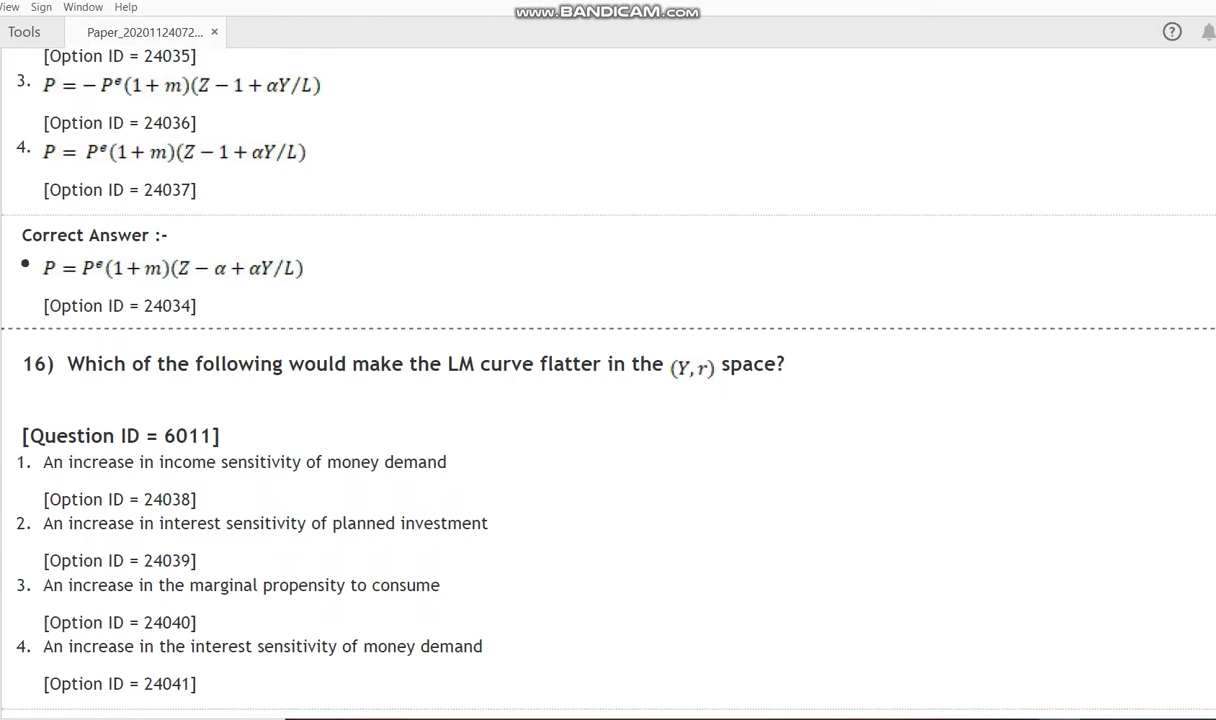 View Sign Window Help
www.BANDICAM.com
Tools Paper_20201124072... ×
[Option ID = 24035]
3. P = − Pᵉ(1 + m)(Z − 1 + αY/L)
[Option ID = 24036]
4. P = Pᵉ(1 + m)(Z − 1 + αY/L)
[Option ID = 24037]
Correct Answer :-
• P = Pᵉ(1 + m)(Z − α + αY/L)
[Option ID = 24034]
16) Which of the following would make the LM curve flatter in the (Y, r) space?
[Question ID = 6011]
1. An increase in income sensitivity of money demand
[Option ID = 24038]
2. An increase in interest sensitivity of planned investment
[Option ID = 24039]
3. An increase in the marginal propensity to consume
[Option ID = 24040]
4. An increase in the interest sensitivity of money demand
[Option ID = 24041]